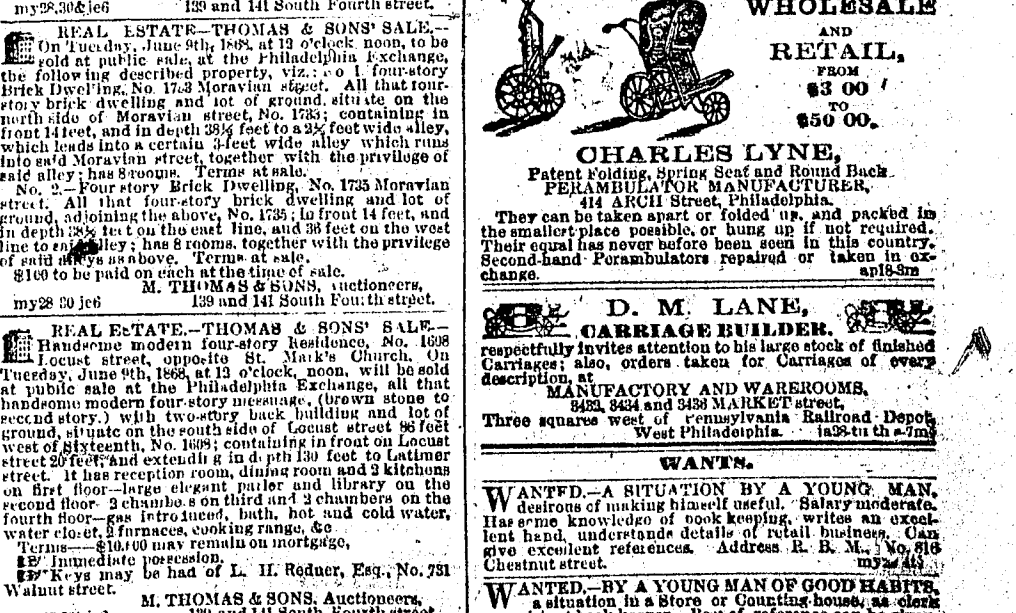 my28,30&je6 139 and 141 South Fourth street.
REAL ESTATE—THOMAS & SONS' SALE.—
On Tuesday, June 9th, 1868, at 12 o'clock, noon, to be
sold at public sale, at the Philadelphia Exchange,
the following described property, viz.: No 1. four-story
Brick Dwelling, No. 1733 Moravian street. All that four-
story brick dwelling and lot of ground, situate on the
north side of Moravian street, No. 1733; containing in
front 14 feet, and in depth 38½ feet to a 2½ feet wide alley,
which leads into a certain 3-feet wide alley which runs
into said Moravian street, together with the privilege of
said alley; has 8 rooms. Terms at sale.
No. 2.—Four story Brick Dwelling, No. 1735 Moravian
street. All that four-story brick dwelling and lot of
ground, adjoining the above, No. 1735; in front 14 feet, and
in depth 38½ feet on the east line, and 36 feet on the west
line to said alley; has 8 rooms, together with the privilege
of said alleys as above. Terms at sale.
$100 to be paid on each at the time of sale.
M. THOMAS & SONS, Auctioneers,
my28 30 je6 139 and 141 South Fourth street.
REAL ESTATE.—THOMAS & SONS' SALE—
Handsome modern four-story Residence, No. 1608
Locust street, opposite St. Mark's Church. On
Tuesday, June 9th, 1868, at 12 o'clock, noon, will be sold
at public sale at the Philadelphia Exchange, all that
handsome modern four-story messuage, (brown stone to
second story.) with two-story back building and lot of
ground, situate on the south side of Locust street 96 feet
west of Sixteenth, No. 1608; containing in front on Locust
street 20 feet, and extending in depth 130 feet to Latimer
street. It has reception room, dining room and 2 kitchens
on first floor—large elegant parlor and library on the
second floor 2 chambers on third and 2 chambers on the
fourth floor—gas introduced, bath, hot and cold water,
water closet, 2 furnaces, cooking range, &c
Terms—$10,000 may remain on mortgage,
Immediate possession.
Keys may be had of L. H. Redner, Esq., No. 731
Walnut street.
M. THOMAS & SONS, Auctioneers,
139 and 141 South Fourth street
WHOLESALE
AND
RETAIL,
FROM
$3 00
TO
$50 00.
CHARLES LYNE,
Patent Folding, Spring Seat and Round Back
PERAMBULATOR MANUFACTURER,
414 ARCH Street, Philadelphia.
They can be taken apart or folded up, and packed in
the smallest place possible, or hung up if not required.
Their equal has never before been seen in this country.
Second-hand Perambulators repaired or taken in ex-
change. ap18-3m
D. M. LANE,
CARRIAGE BUILDER,
respectfully invites attention to his large stock of finished
Carriages; also, orders taken for Carriages of every
description, at
MANUFACTORY AND WAREROOMS,
3432, 3434 and 3436 MARKET street,
Three squares west of Pennsylvania Railroad Depot,
West Philadelphia. ja28-tu th s-7m§
WANTS.
WANTED.—A SITUATION BY A YOUNG MAN,
desirous of making himself useful. Salary moderate.
Has some knowledge of book keeping, writes an excel-
lent hand, understands details of retail business. Can
give excellent references. Address R. B. M., No. 816
Chestnut street.
WANTED.—BY A YOUNG MAN OF GOOD HABITS,
a situation in a Store or Counting-house, as clerk